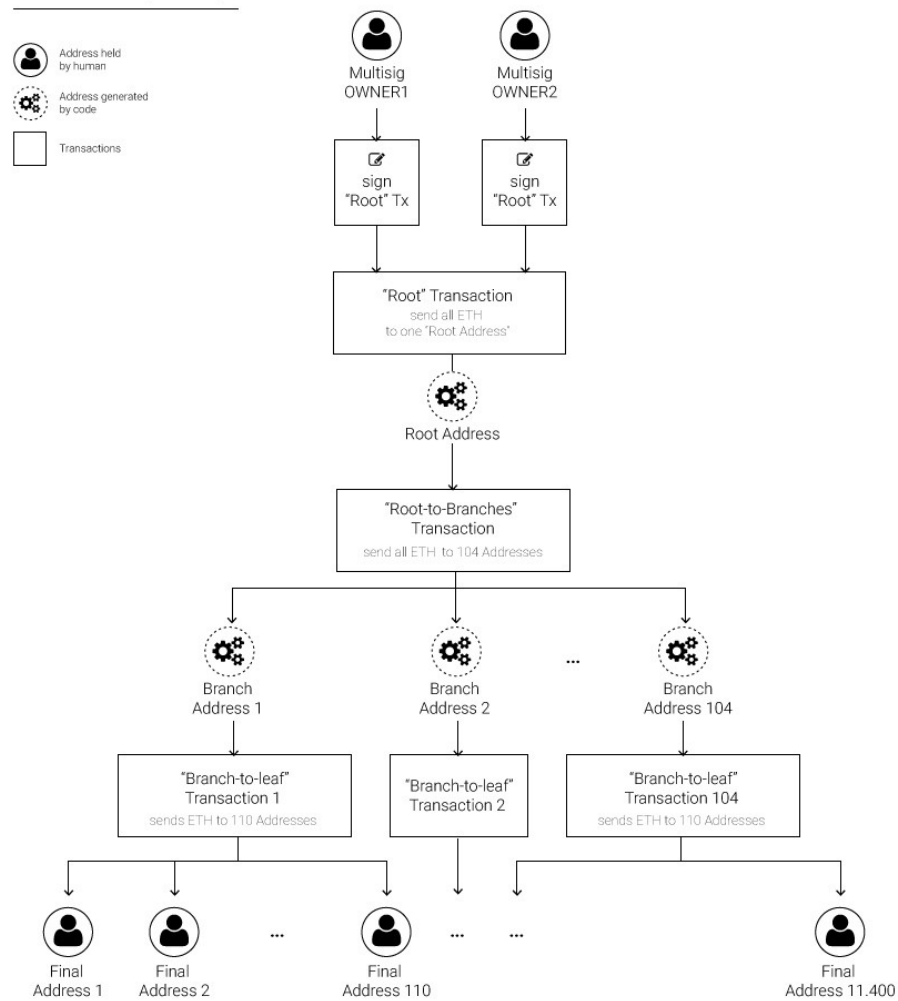 Address held
by human
Address generated
by code
Transactions
Multisig
OWNER1
Multisig
OWNER2
sign
“Root” Tx
sign
“Root” Tx
“Root” Transaction
send all ETH
to one “Root Address”
Root Address
“Root-to-Branches”
Transaction
send all ETH to 104 Addresses
...
Branch
Address 1
Branch
Address 2
Branch
Address 104
“Branch-to-leaf”
Transaction 1
sends ETH to 110 Addresses
“Branch-to-leaf”
Transaction 2
“Branch-to-leaf”
Transaction 104
sends ETH to 110 Addresses
...
...
...
Final
Address 1
Final
Address 2
Final
Address 110
Final
Address 11.400